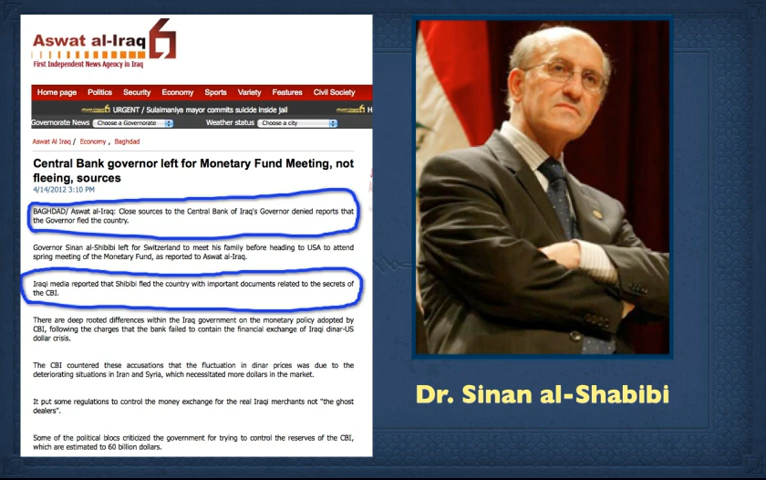 Aswat al-Iraq
First Independent News Agency in Iraq
Home page Politics Security Economy Sports Variety Features Civil Society
URGENT / Sulaimaniya mayor commits suicide inside jail H
Governorate News Choose a Governorate Weather status Choose a city
Aswat Al Iraq / Economy , Baghdad
Central Bank governor left for Monetary Fund Meeting, not
fleeing, sources
4/14/2012 3:10 PM
BAGHDAD/ Aswat al-Iraq: Close sources to the Central Bank of Iraq's Governor denied reports that
the Governor fled the country.
Governor Sinan al-Shibibi left for Switzerland to meet his family before heading to USA to attend
spring meeting of the Monetary Fund, as reported to Aswat al-Iraq.
Iraqi media reported that Shibibi fled the country with important documents related to the secrets of
the CBI.
There are deep rooted differences within the Iraq government on the monetary policy adopted by
CBI, following the charges that the bank failed to contain the financial exchange of Iraqi dinar-US
dollar crisis.
The CBI countered these accusations that the fluctuation in dinar prices was due to the
deteriorating situations in Iran and Syria, which necessitated more dollars in the market.
It put some regulations to control the money exchange for the real Iraqi merchants not "the ghost
dealers".
Some of the political blocs criticized the government for trying to control the reserves of the CBI,
which are estimated to 60 billion dollars.
Dr. Sinan al-Shabibi